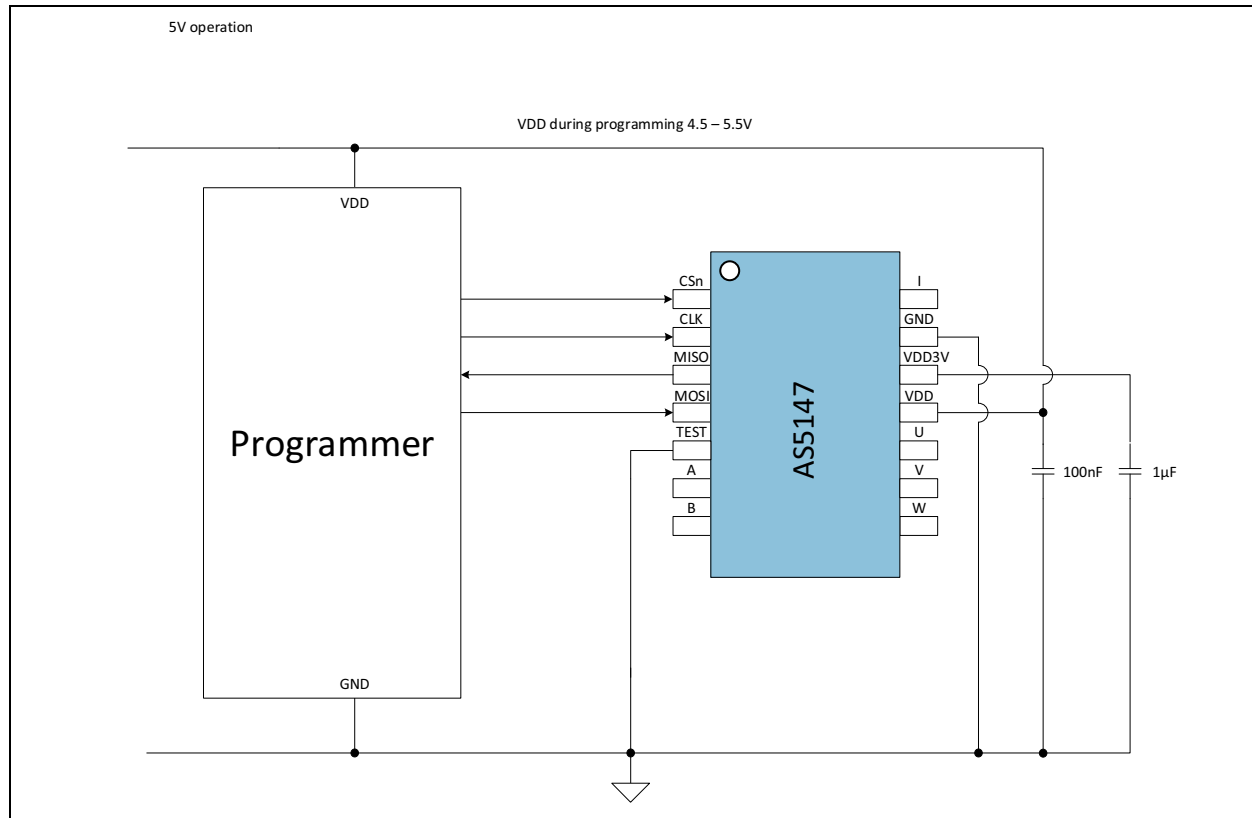 5V operation
VDD during programming 4.5 – 5.5V
VDD
Programmer
GND
CSn
CLK
MISO
MOSI
TEST
A
B
AS5147
I
GND
VDD3V
VDD
U
V
W
100nF
1µF